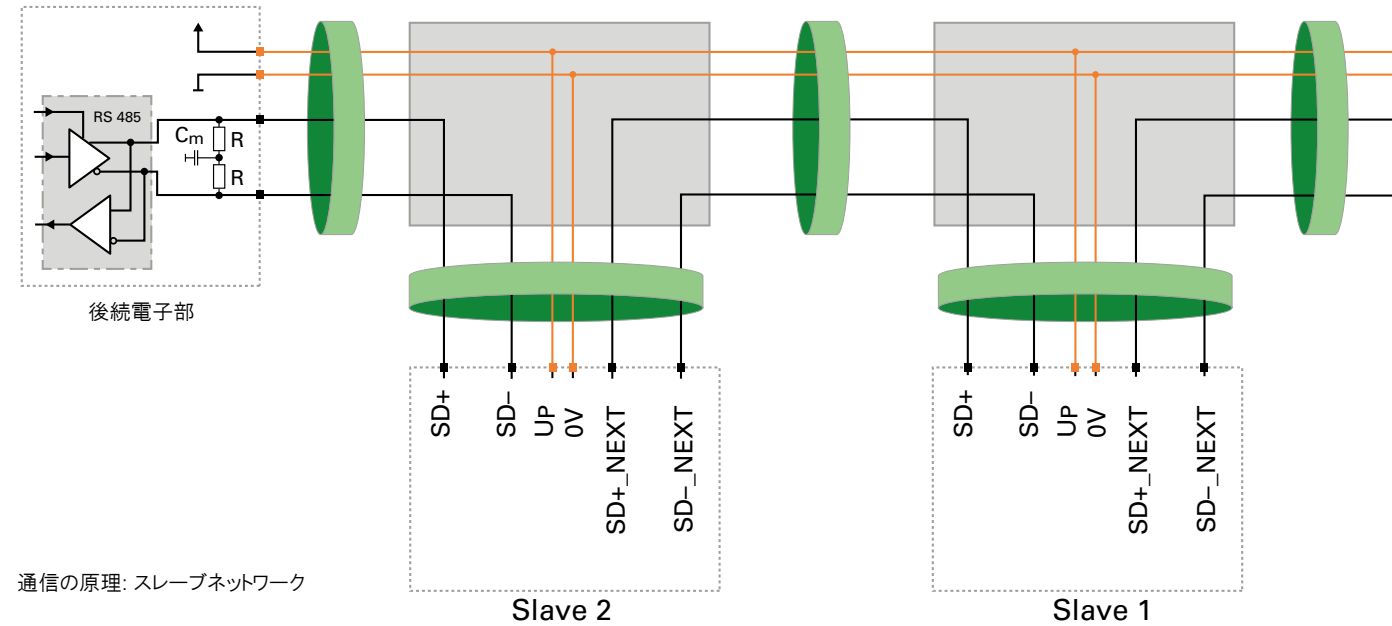 RS 485
Cm
R
R
後続電子部
SD+
SD–
UP
0V
SD+_NEXT
SD–_NEXT
SD+
SD–
UP
0V
SD+_NEXT
SD–_NEXT
通信の原理: スレーブネットワーク
Slave 2
Slave 1